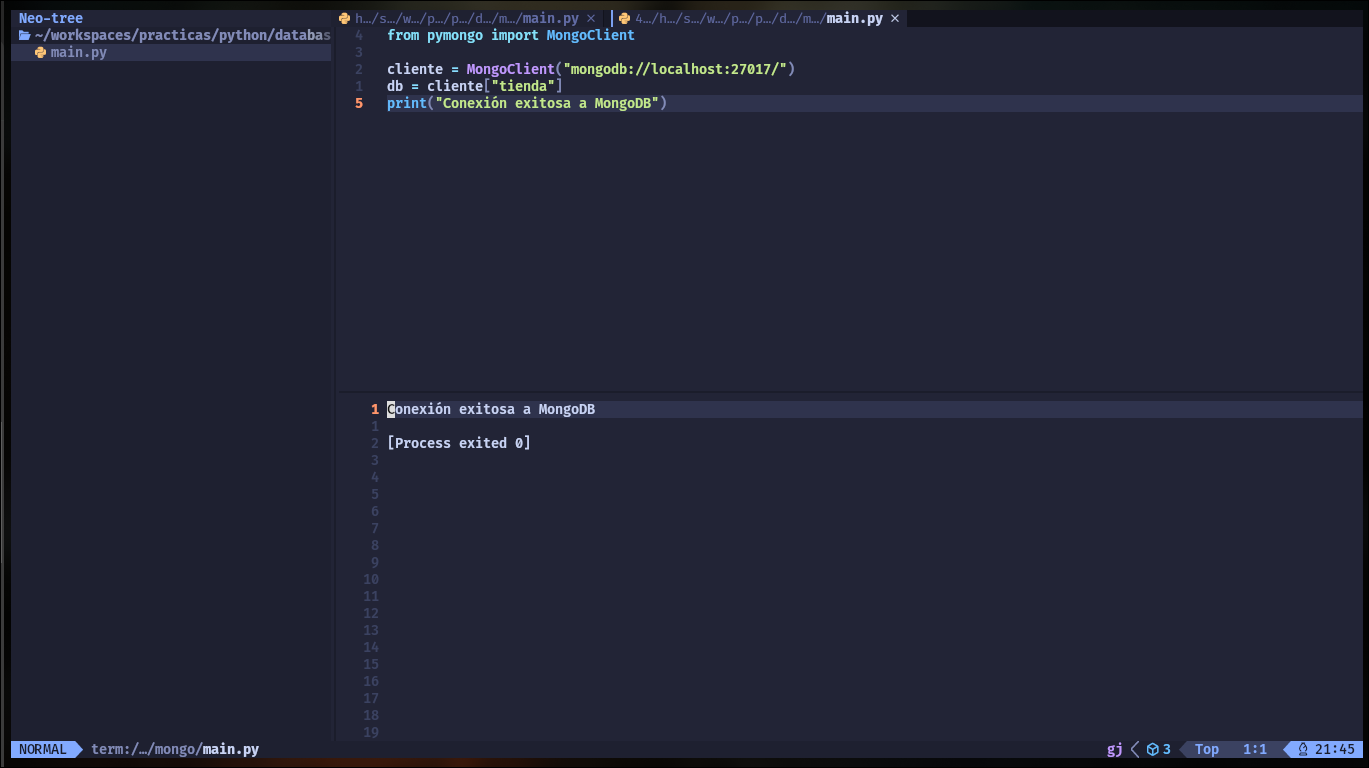 Neo-tree
~/workspaces/practicas/python/databas
main.py
h…/s…/w…/p…/p…/d…/m…/main.py ×
4…/h…/s…/w…/p…/p…/d…/m…/main.py ×
4 from pymongo import MongoClient
3
2 cliente = MongoClient("mongodb://localhost:27017/")
1 db = cliente["tienda"]
5 print("Conexión exitosa a MongoDB")
1 Conexión exitosa a MongoDB
1
2 [Process exited 0]
3
4
5
6
7
8
9
10
11
12
13
14
15
16
17
18
19
NORMAL term:/…/mongo/main.py gj 3 Top 1:1 21:45